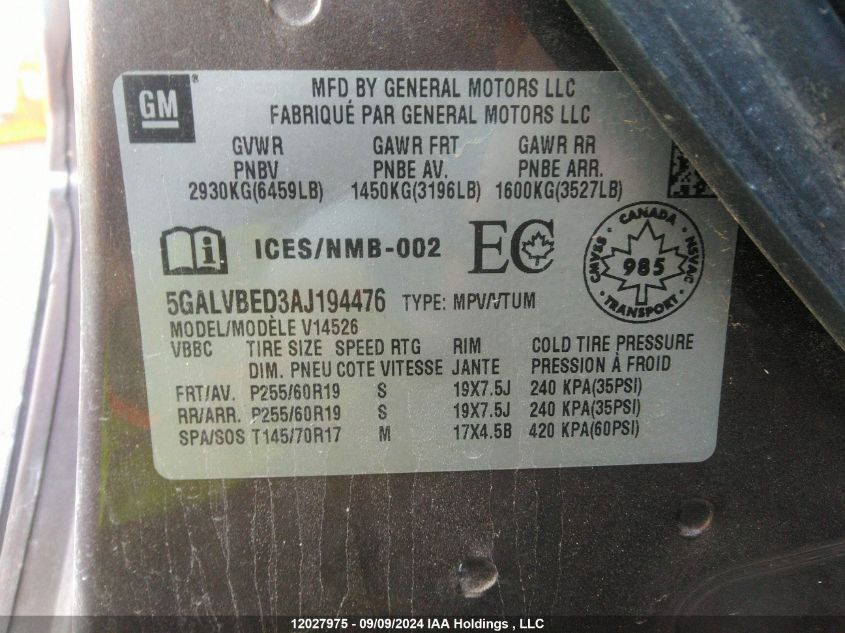 GM
MFD BY GENERAL MOTORS LLC
FABRIQUÉ PAR GENERAL MOTORS LLC
GVWR GAWR FRT GAWR RR
PNBV PNBE AV. PNBE ARR.
2930KG(6459LB) 1450KG(3196LB) 1600KG(3527LB)
i ICES/NMB-002 EC
CANADA
CMVSS 985 NSVAC
TRANSPORT
5GALVBED3AJ194476 TYPE: MPV/VTUM
MODEL/MODÈLE V14526
VBBC TIRE SIZE SPEED RTG RIM COLD TIRE PRESSURE
DIM. PNEU COTE VITESSE JANTE PRESSION À FROID
FRT/AV. P255/60R19 S 19X7.5J 240 KPA(35PSI)
RR/ARR. P255/60R19 S 19X7.5J 240 KPA(35PSI)
SPA/SOS T145/70R17 M 17X4.5B 420 KPA(60PSI)
12027975 - 09/09/2024 IAA Holdings , LLC